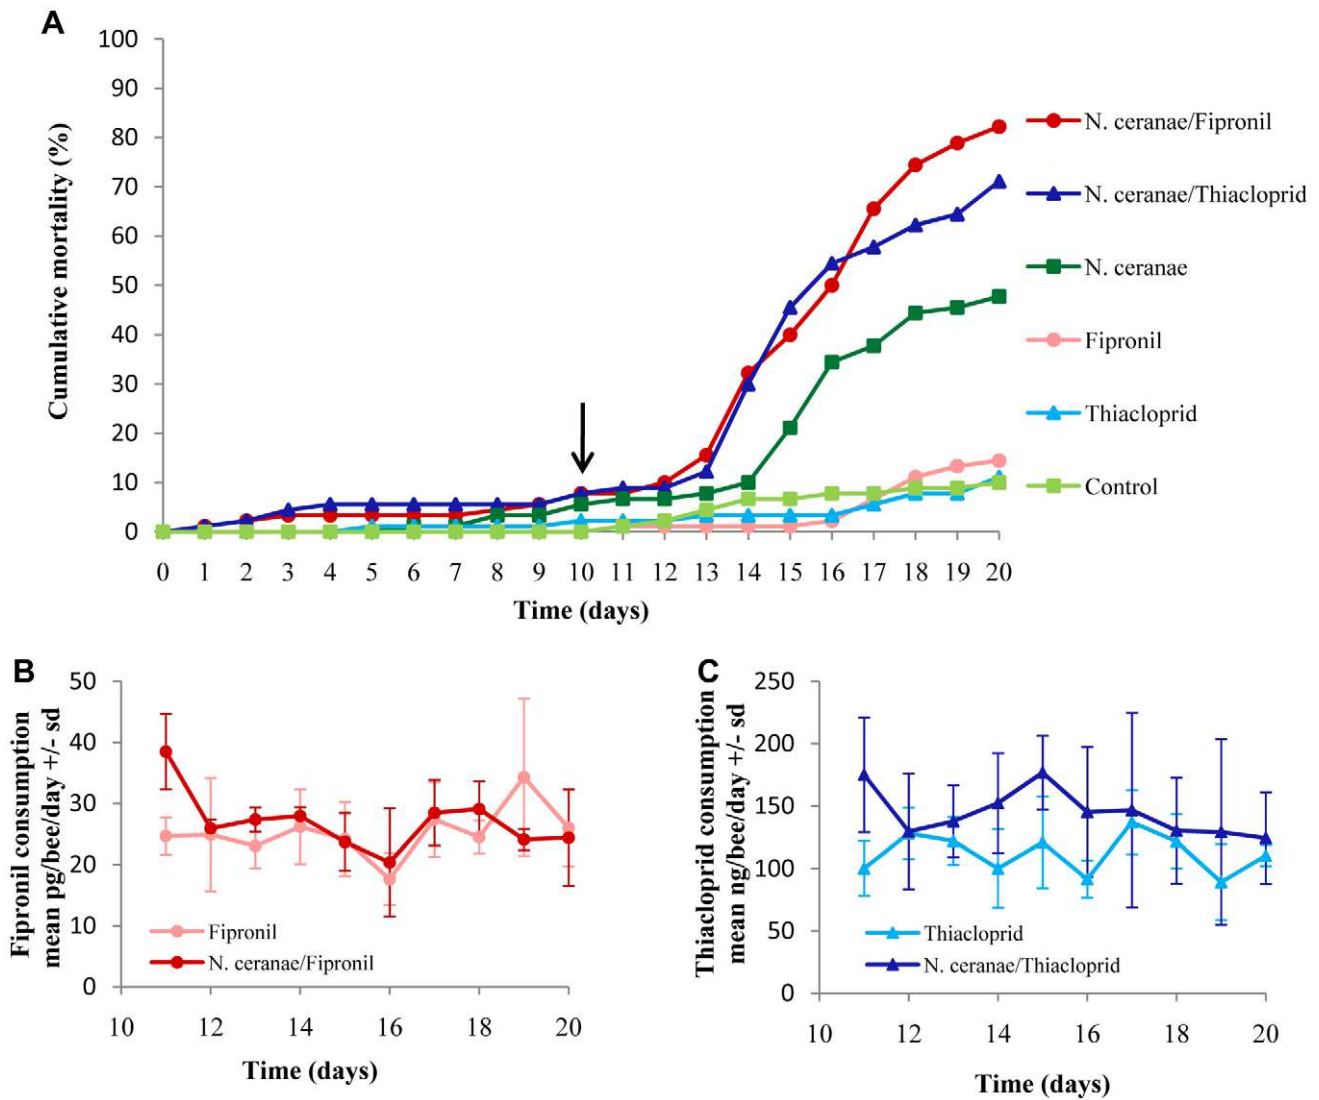 A
Cumulative mortality (%)
100
90
80
70
60
50
40
30
20
10
0
0 1 2 3 4 5 6 7 8 9 10 11 12 13 14 15 16 17 18 19 20
Time (days)
N. ceranae/Fipronil
N. ceranae/Thiacloprid
N. ceranae
Fipronil
Thiacloprid
Control
B
Fipronil consumption
mean pg/bee/day +/- sd
50
40
30
20
10
0
Fipronil
N. ceranae/Fipronil
10 12 14 16 18 20
Time (days)
C
Thiacloprid consumption
mean ng/bee/day +/- sd
250
200
150
100
50
0
Thiacloprid
N. ceranae/Thiacloprid
10 12 14 16 18 20
Time (days)